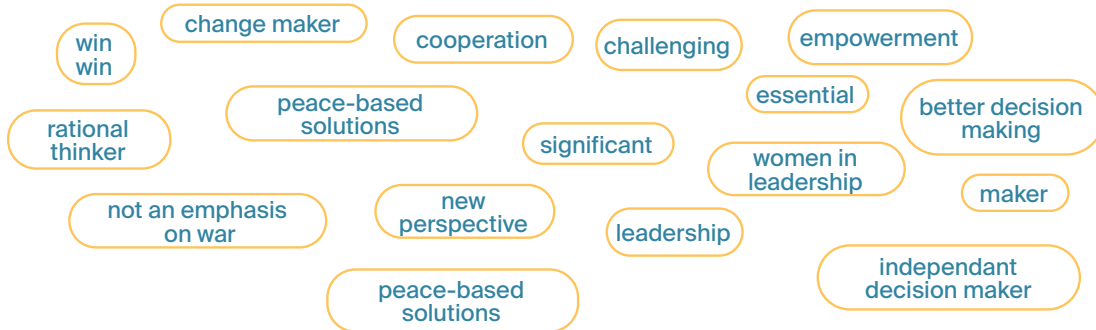 win
win
change maker
cooperation
challenging
empowerment
essential
better decision
making
peace-based
solutions
rational
thinker
significant
women in
leadership
maker
not an emphasis
on war
new
perspective
leadership
independant
decision maker
peace-based
solutions